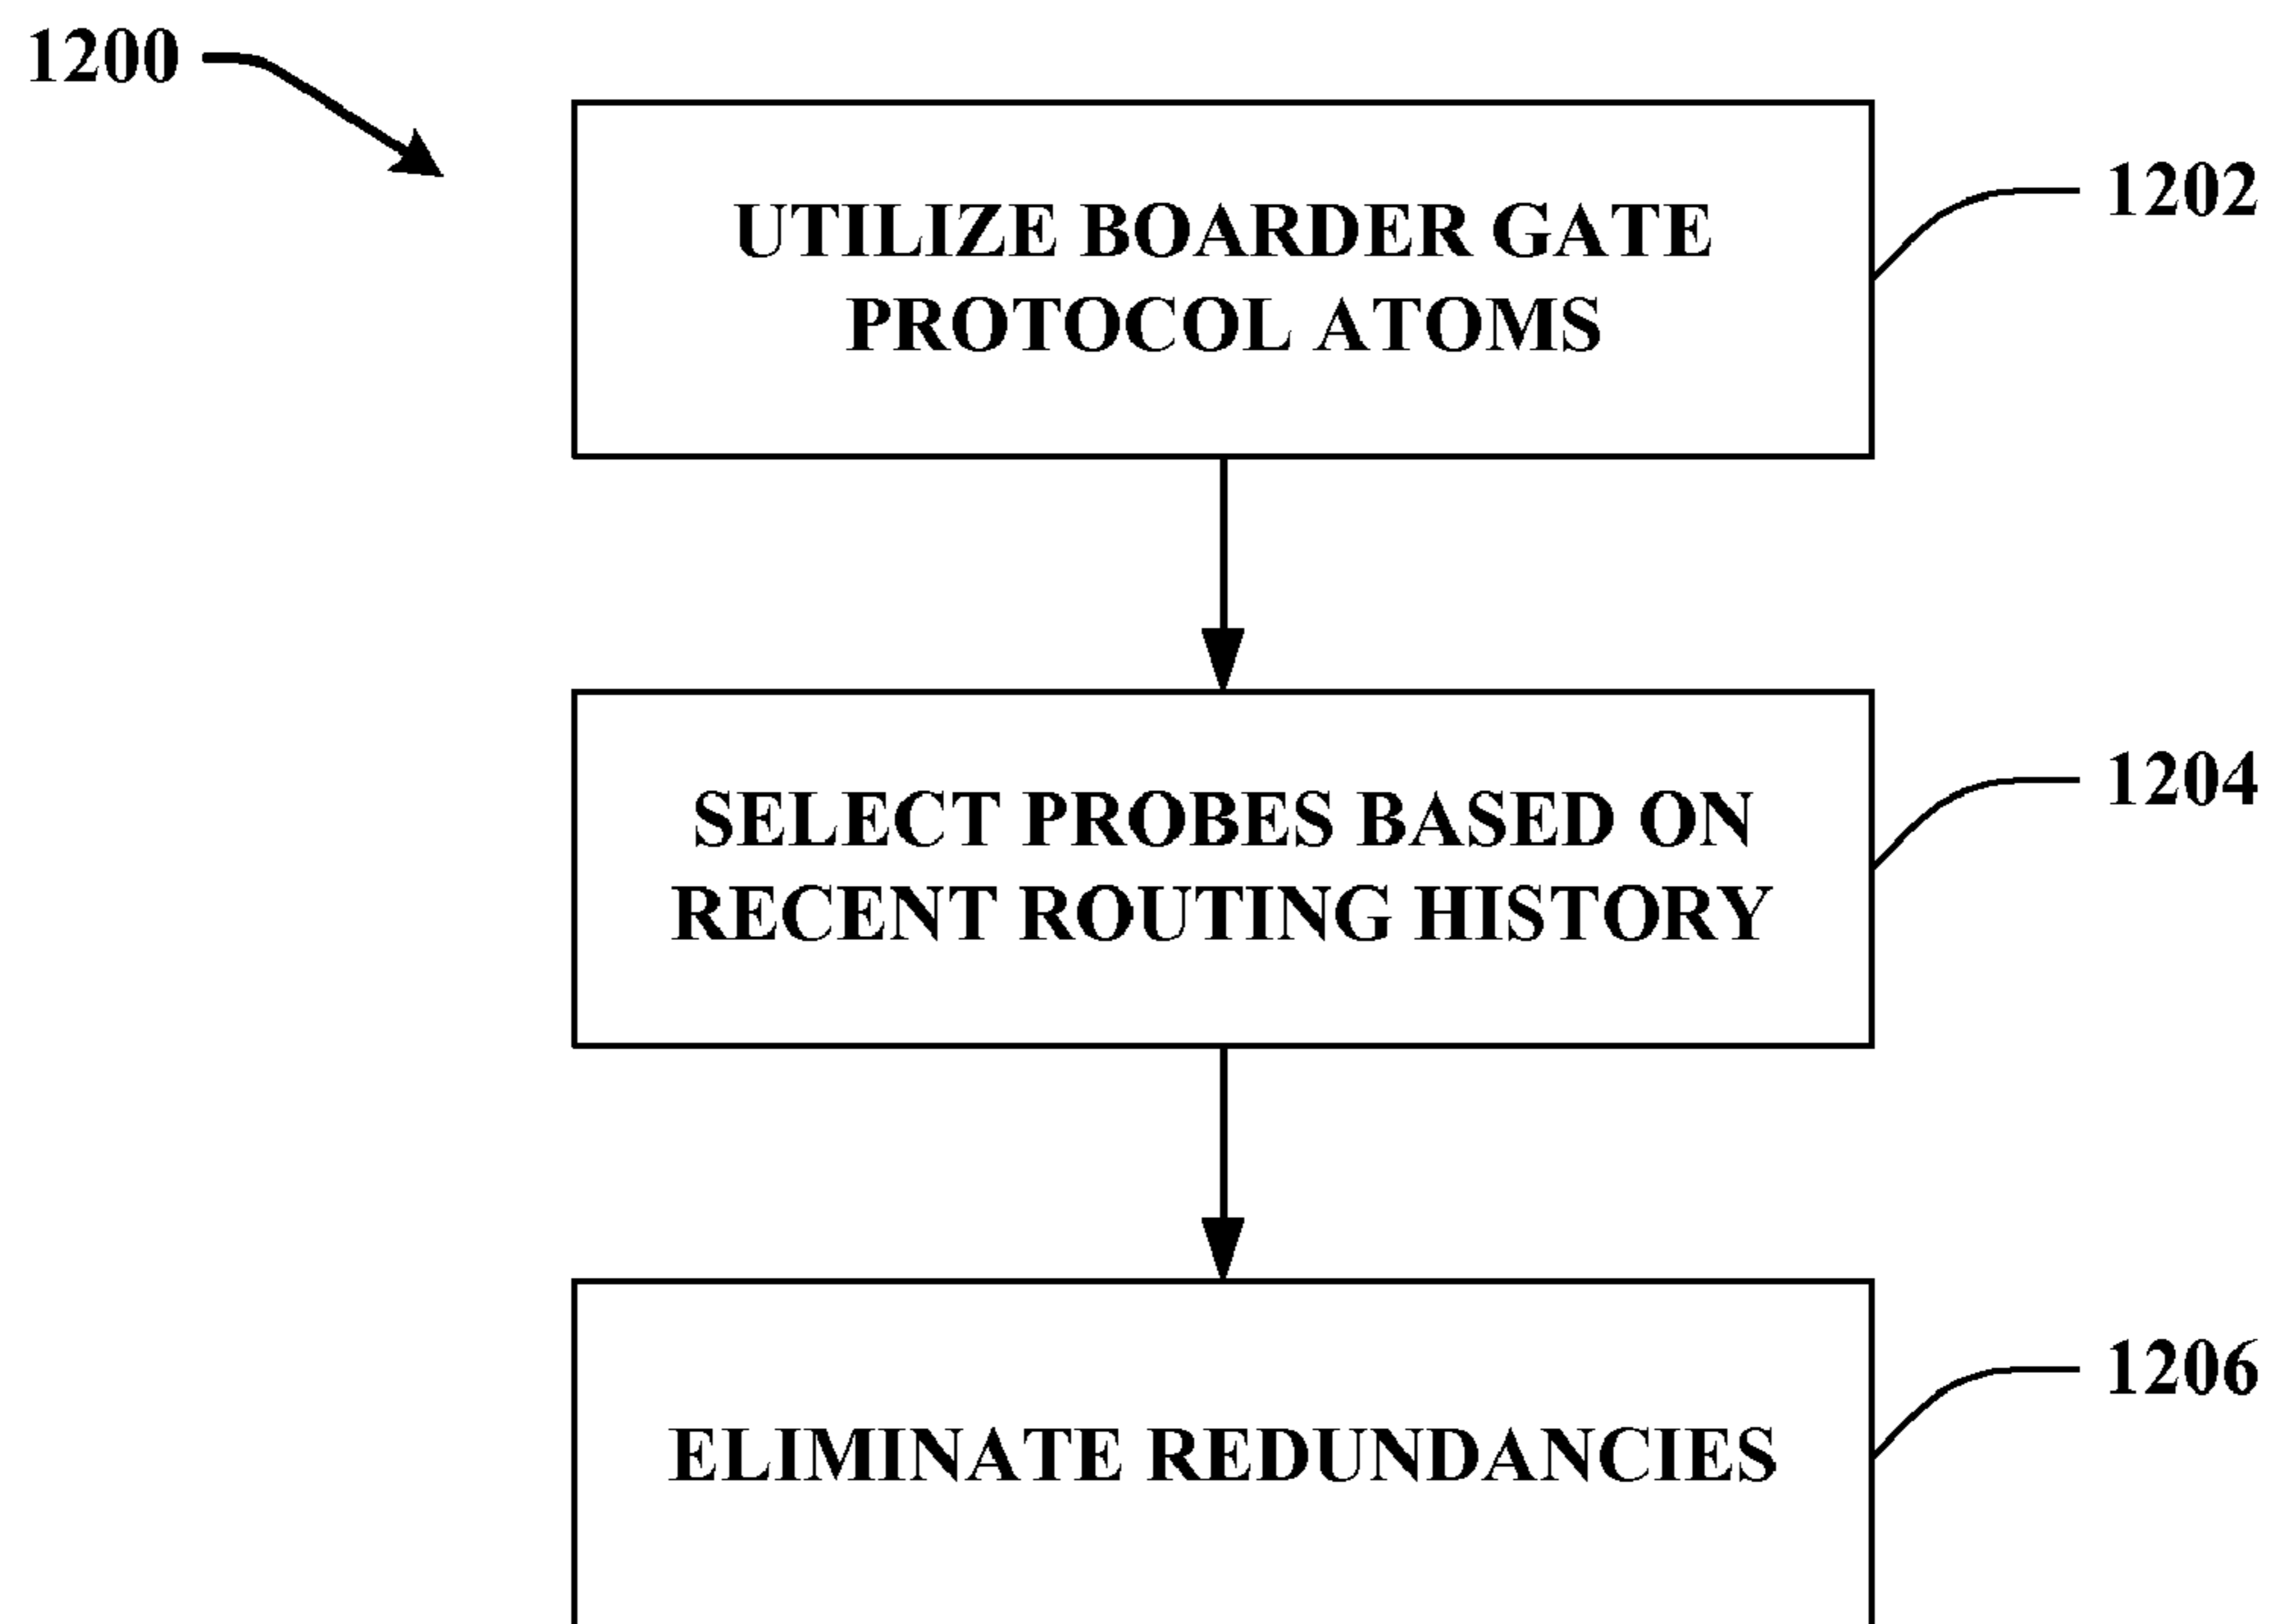 1200
1202
UTILIZE BOARDER GATE
PROTOCOL ATOMS
1204
SELECT PROBES BASED ON
RECENT ROUTING HISTORY
1206
ELIMINATE REDUNDANCIES